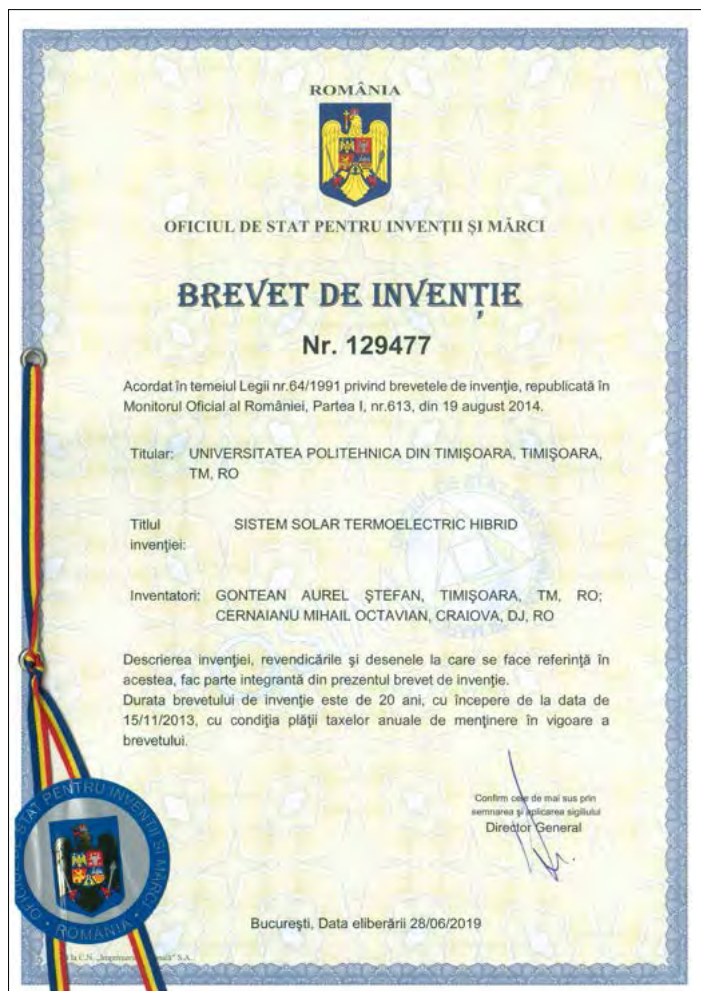 ROMÂNIA
OFICIUL DE STAT PENTRU INVENȚII ȘI MĂRCI
BREVET DE INVENȚIE
Nr. 129477
Acordat în temeiul Legii nr.64/1991 privind brevetele de invenție, republicată în
Monitorul Oficial al României, Partea I, nr.613, din 19 august 2014.
Titular: UNIVERSITATEA POLITEHNICA DIN TIMIȘOARA, TIMIȘOARA,
TM, RO
Titlul SISTEM SOLAR TERMOELECTRIC HIBRID
invenției:
Inventatori: GONTEAN AUREL ȘTEFAN, TIMIȘOARA, TM, RO;
CERNAIANU MIHAIL OCTAVIAN, CRAIOVA, DJ, RO
Descrierea invenției, revendicările și desenele la care se face referință în
acestea, fac parte integrantă din prezentul brevet de invenție.
Durata brevetului de invenție este de 20 ani, cu începere de la data de
15/11/2013, cu condiția plății taxelor anuale de menținere în vigoare a
brevetului.
Confirm cele de mai sus prin
semnarea și aplicarea sigiliului
Director General
STAT PENTRU INVENȚII ȘI MĂRCI
ROMÂNIA
București, Data eliberării 28/06/2019
la C.N. „Imprimeria S.A.